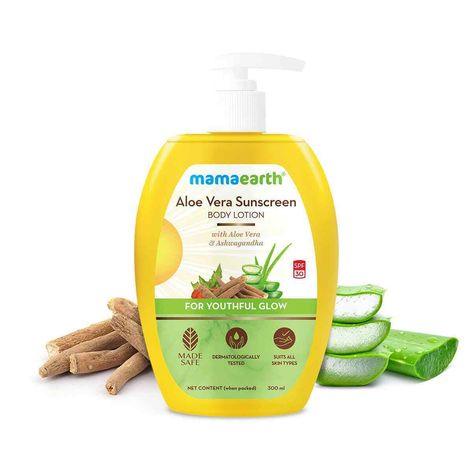 mamaearth®
Aloe Vera Sunscreen
BODY LOTION
with Aloe Vera
& Ashwagandha
SPF
30
FOR YOUTHFUL GLOW
MADE
SAFE
DERMATOLOGICALLY
TESTED
SUITS ALL
SKIN TYPES
NET CONTENT (when packed)
300 ml